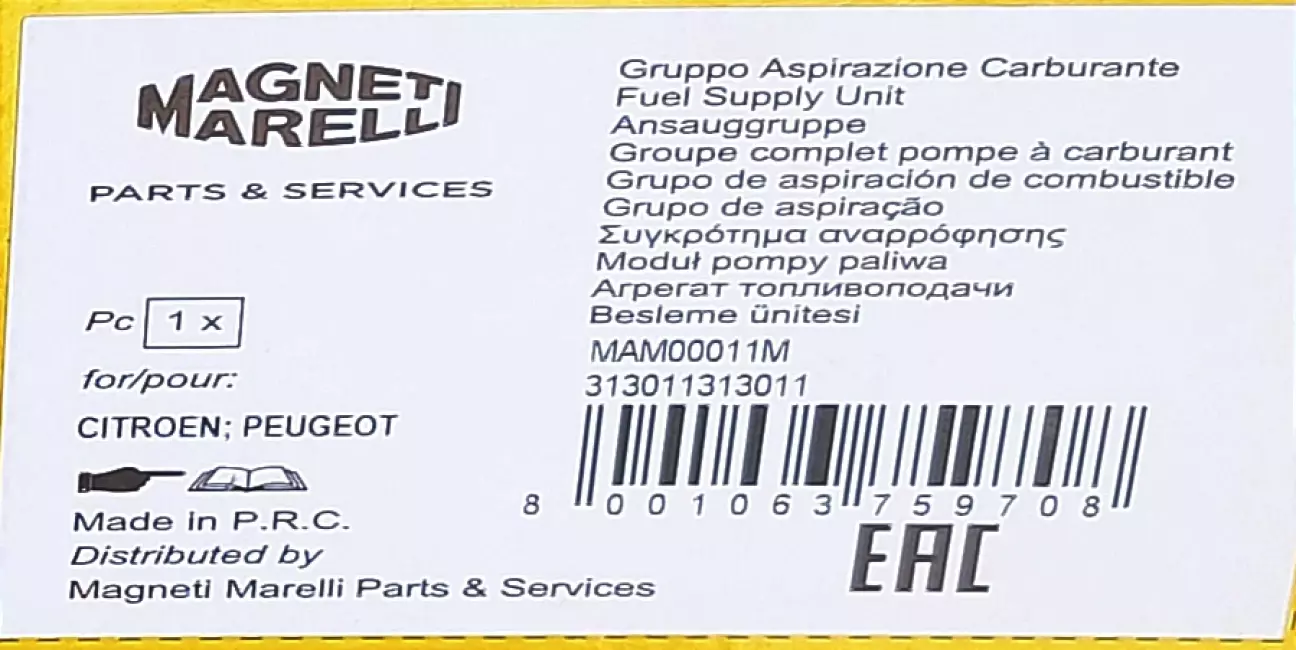 MAGNETI
MARELLI
PARTS & SERVICES
Pc 1 x
for/pour:
CITROEN; PEUGEOT
Made in P.R.C.
Distributed by
Magneti Marelli Parts & Services
Gruppo Aspirazione Carburante
Fuel Supply Unit
Ansauggruppe
Groupe complet pompe à carburant
Grupo de aspiración de combustible
Grupo de aspiração
Συγκρότημα αναρρόφησης
Moduł pompy paliwa
Агрегат топливоподачи
Besleme ünitesi
MAM00011M
313011313011
8 001063 759708
EAC